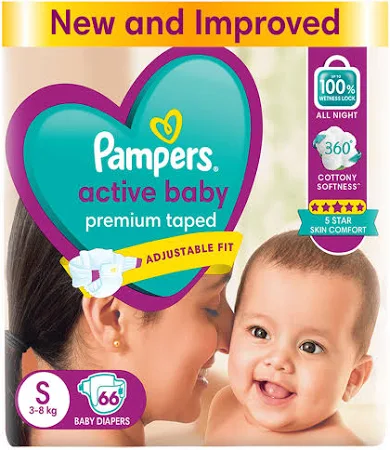 New and Improved
Pampers
active baby
premium taped
ADJUSTABLE FIT
UP TO
100%
WETNESS LOCK
ALL NIGHT
360°
COTTONY
SOFTNESS
5 STAR
SKIN COMFORT
S
3-8 kg
66
BABY DIAPERS